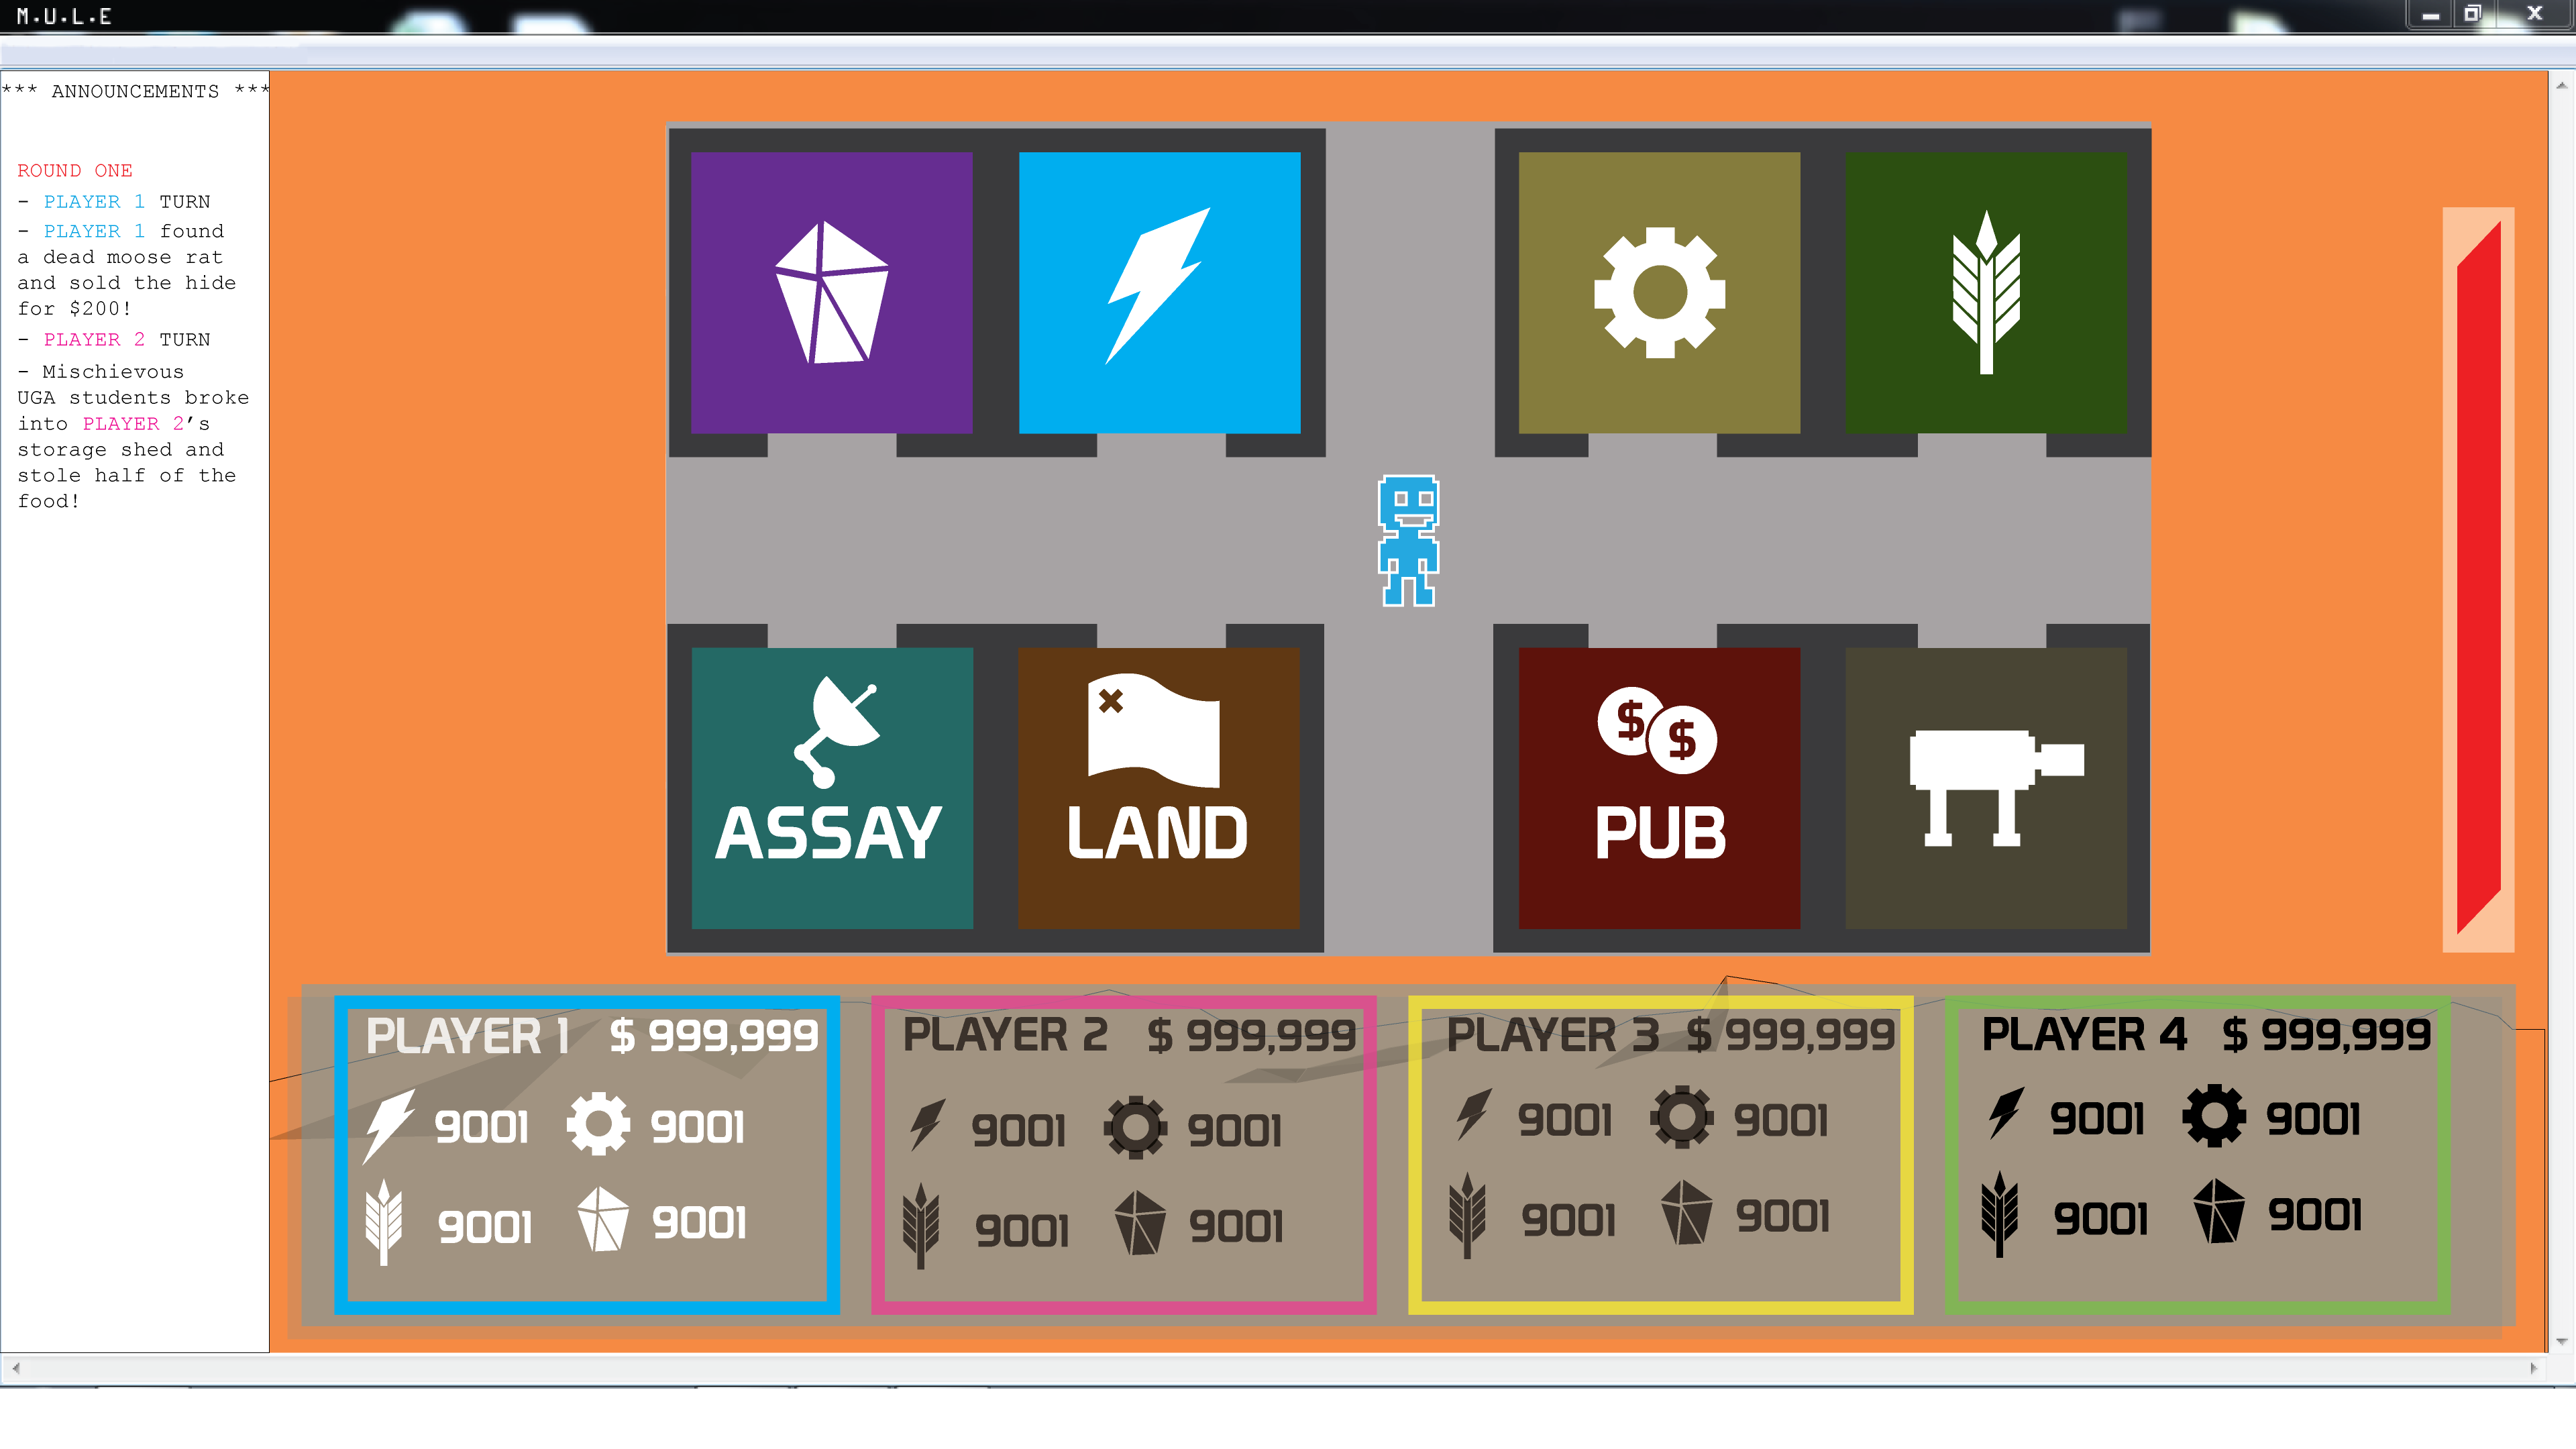 M.U.L.E
*** ANNOUNCEMENTS ***
ROUND ONE
- PLAYER 1 TURN
- PLAYER 1 found
a dead moose rat
and sold the hide
for $200!
- PLAYER 2 TURN
- Mischievous
UGA students broke
into PLAYER 2’s
storage shed and
stole half of the
food!
$ $
ASSAY
LAND
PUB
PLAYER 1 $ 999,999
9001 9001
9001 9001
PLAYER 2 $ 999,999
9001 9001
9001 9001
PLAYER 3 $ 999,999
9001 9001
9001 9001
PLAYER 4 $ 999,999
9001 9001
9001 9001